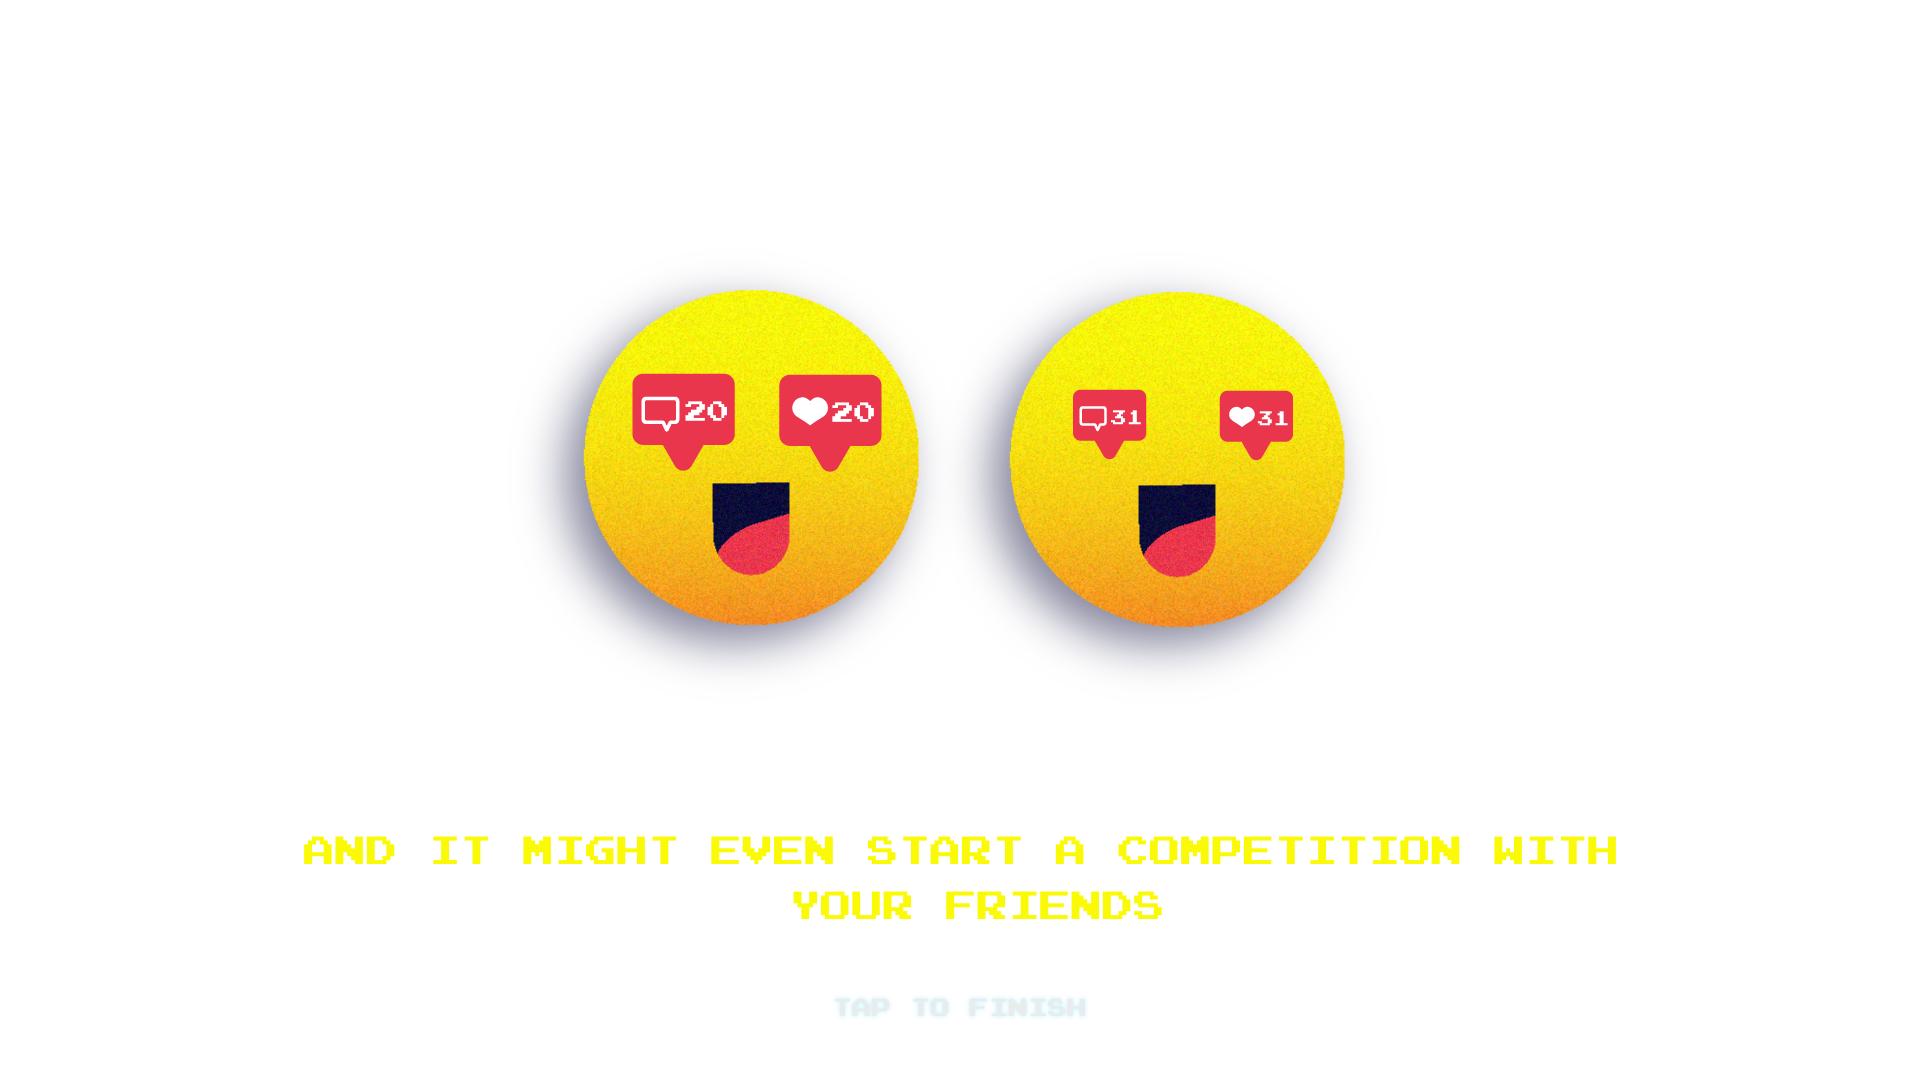 20 20 31 31
AND IT MIGHT EVEN START A COMPETITION WITH
YOUR FRIENDS
TAP TO FINISH